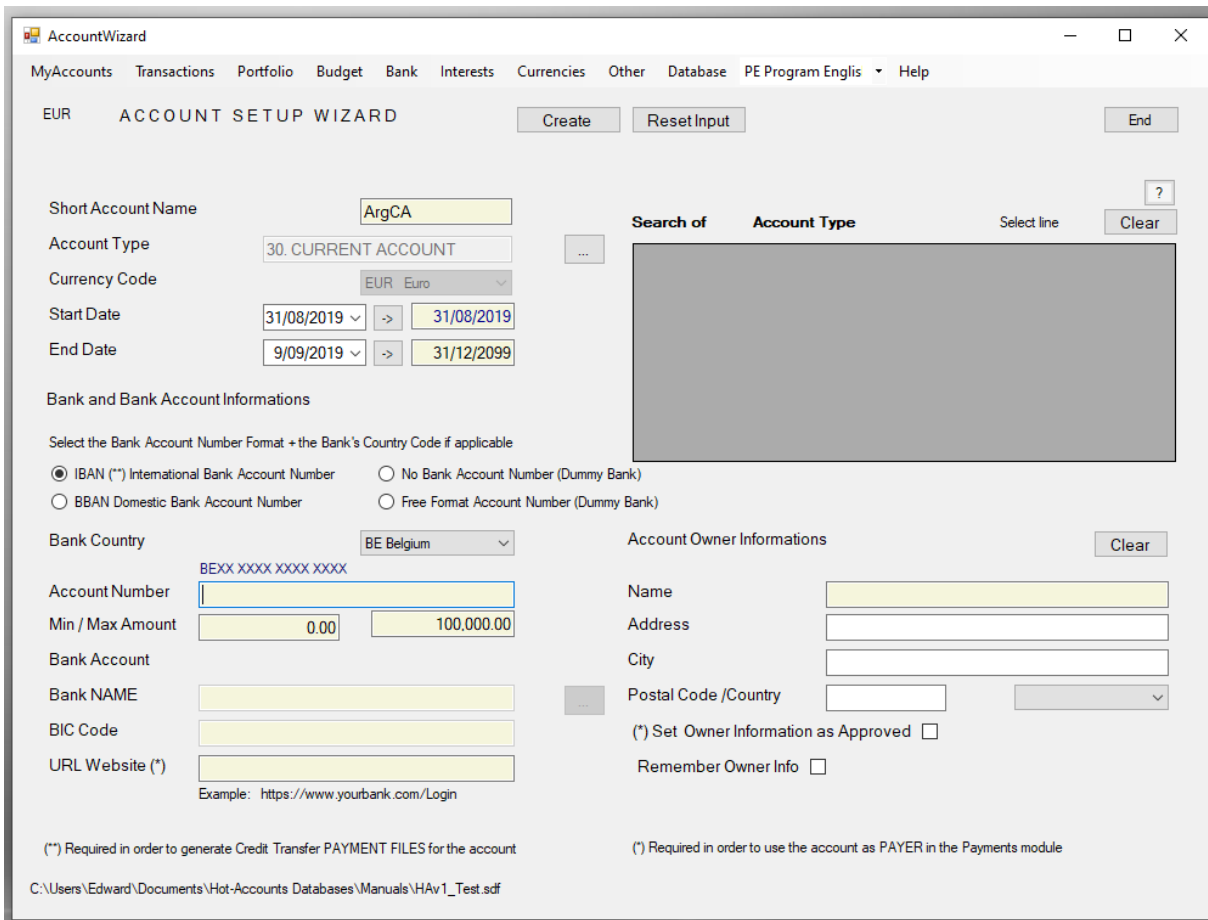 AccountWizard
MyAccounts Transactions Portfolio Budget Bank Interests Currencies Other Database PE Program Englis Help
EUR ACCOUNT SETUP WIZARD Create Reset Input End
?
Short Account Name ArgCA
Search of Account Type Select line Clear
Account Type 30. CURRENT ACCOUNT ...
Currency Code EUR Euro
Start Date 31/08/2019 -> 31/08/2019
End Date 9/09/2019 -> 31/12/2099
Bank and Bank Account Informations
Select the Bank Account Number Format + the Bank's Country Code if applicable
IBAN (**) International Bank Account Number No Bank Account Number (Dummy Bank)
BBAN Domestic Bank Account Number Free Format Account Number (Dummy Bank)
Bank Country BE Belgium
BEXX XXXX XXXX XXXX
Account Number
Min / Max Amount 0.00 100,000.00
Bank Account
Bank NAME ...
BIC Code
URL Website (*)
Example: https://www.yourbank.com/Login
Account Owner Informations Clear
Name
Address
City
Postal Code /Country
(*) Set Owner Information as Approved
Remember Owner Info
(**) Required in order to generate Credit Transfer PAYMENT FILES for the account
(*) Required in order to use the account as PAYER in the Payments module
C:\Users\Edward\Documents\Hot-Accounts Databases\Manuals\HAv1_Test.sdf